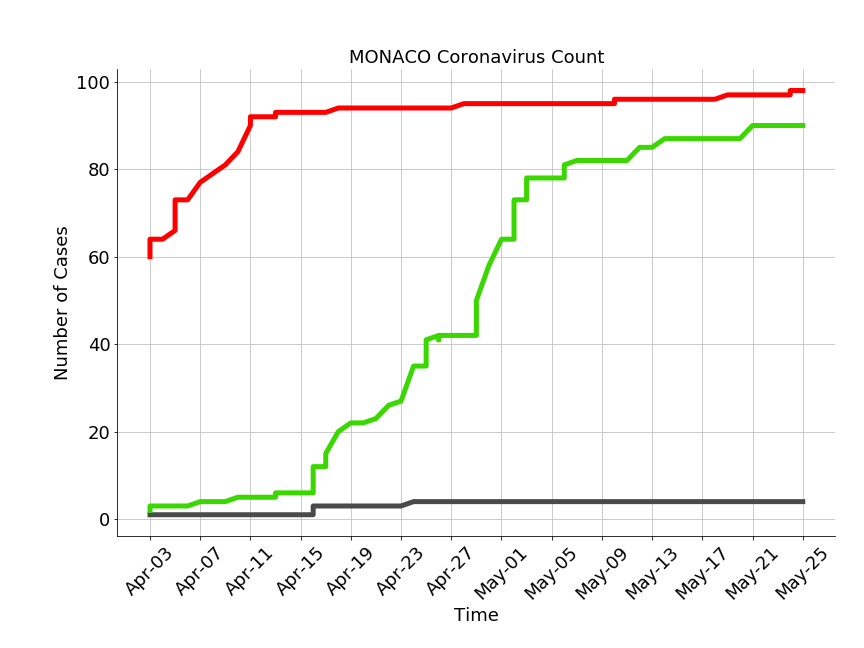 MONACO Coronavirus Count
100
80
60
40
20
0
Number of Cases
Apr-03
Apr-07
Apr-11
Apr-15
Apr-19
Apr-23
Apr-27
May-01
May-05
May-09
May-13
May-17
May-21
May-25
Time